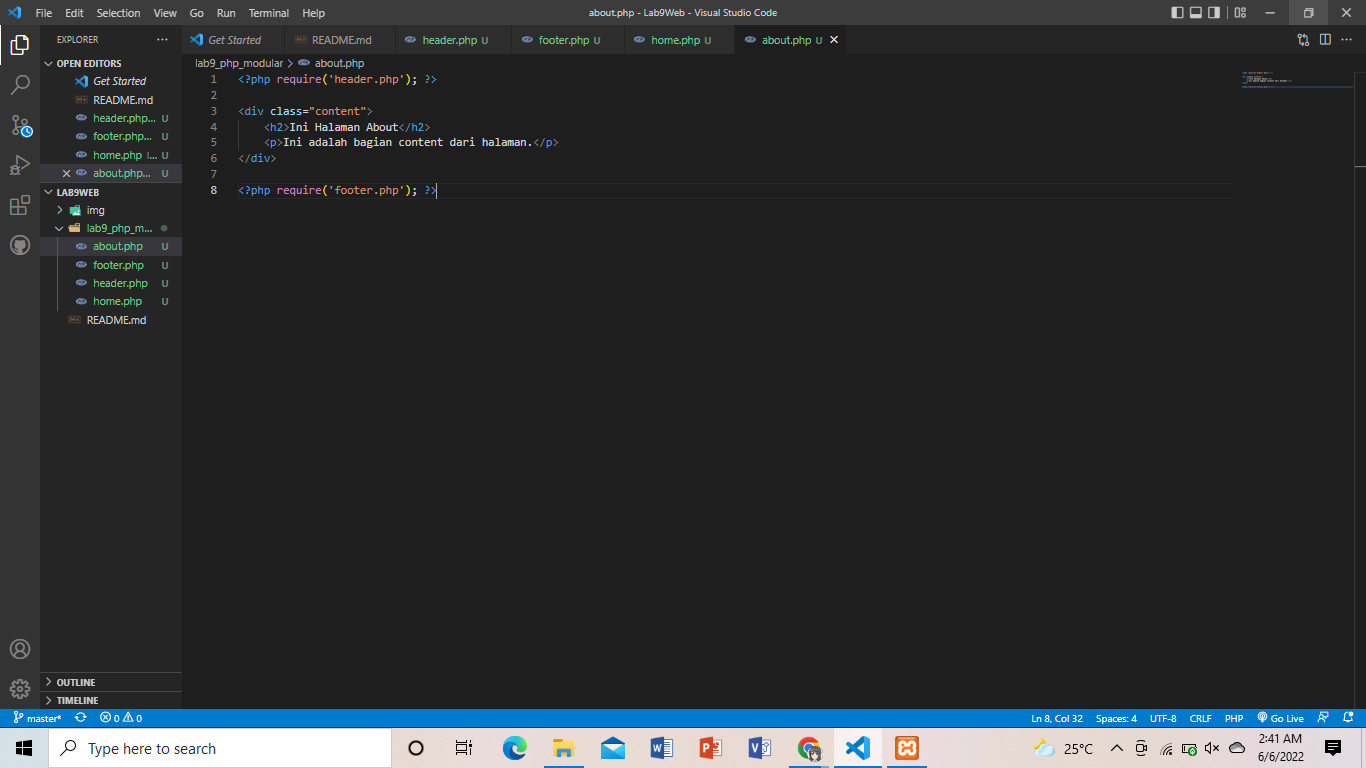 File Edit Selection View Go Run Terminal Help about.php - Lab9Web - Visual Studio Code
EXPLORER
OPEN EDITORS
Get Started
README.md
header.php... U
footer.php... U
home.php l... U
about.php... U
LAB9WEB
img
lab9_php_m...
about.php U
footer.php U
header.php U
home.php U
README.md
OUTLINE
TIMELINE
Get Started README.md header.php U footer.php U home.php U about.php U
lab9_php_modular > about.php
1 <?php require('header.php'); ?>
2
3 <div class="content">
4 <h2>Ini Halaman About</h2>
5 <p>Ini adalah bagian content dari halaman.</p>
6 </div>
7
8 <?php require('footer.php'); ?>
master* 0 0 Ln 8, Col 32 Spaces: 4 UTF-8 CRLF PHP Go Live
Type here to search 25°C 2:41 AM
6/6/2022